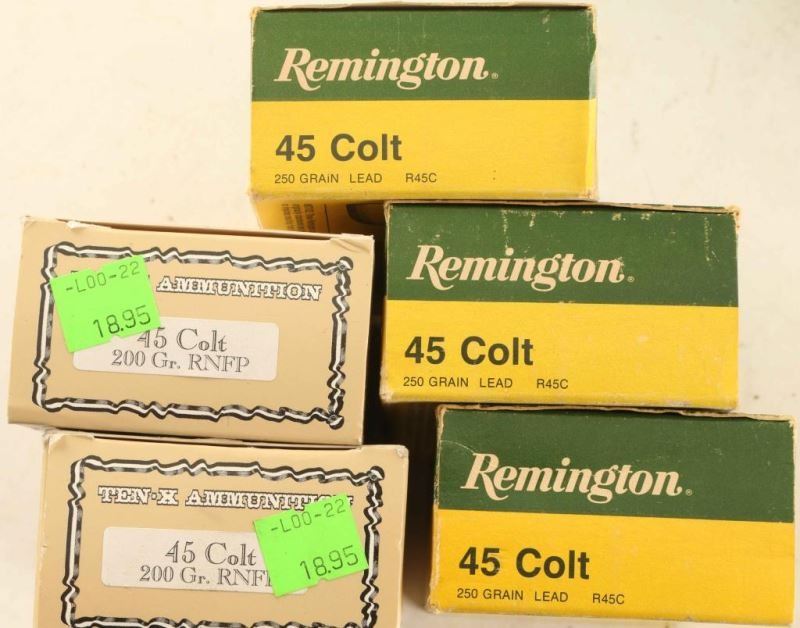 Remington®
45 Colt
250 GRAIN LEAD R45C
Remington®
45 Colt
250 GRAIN LEAD R45C
Remington®
45 Colt
250 GRAIN LEAD R45C
AMMUNITION
-L00-22
18.95
45 Colt
200 Gr. RNFP
TEN-X AMMUNITION
-L00-22
18.95
45 Colt
200 Gr. RNFP